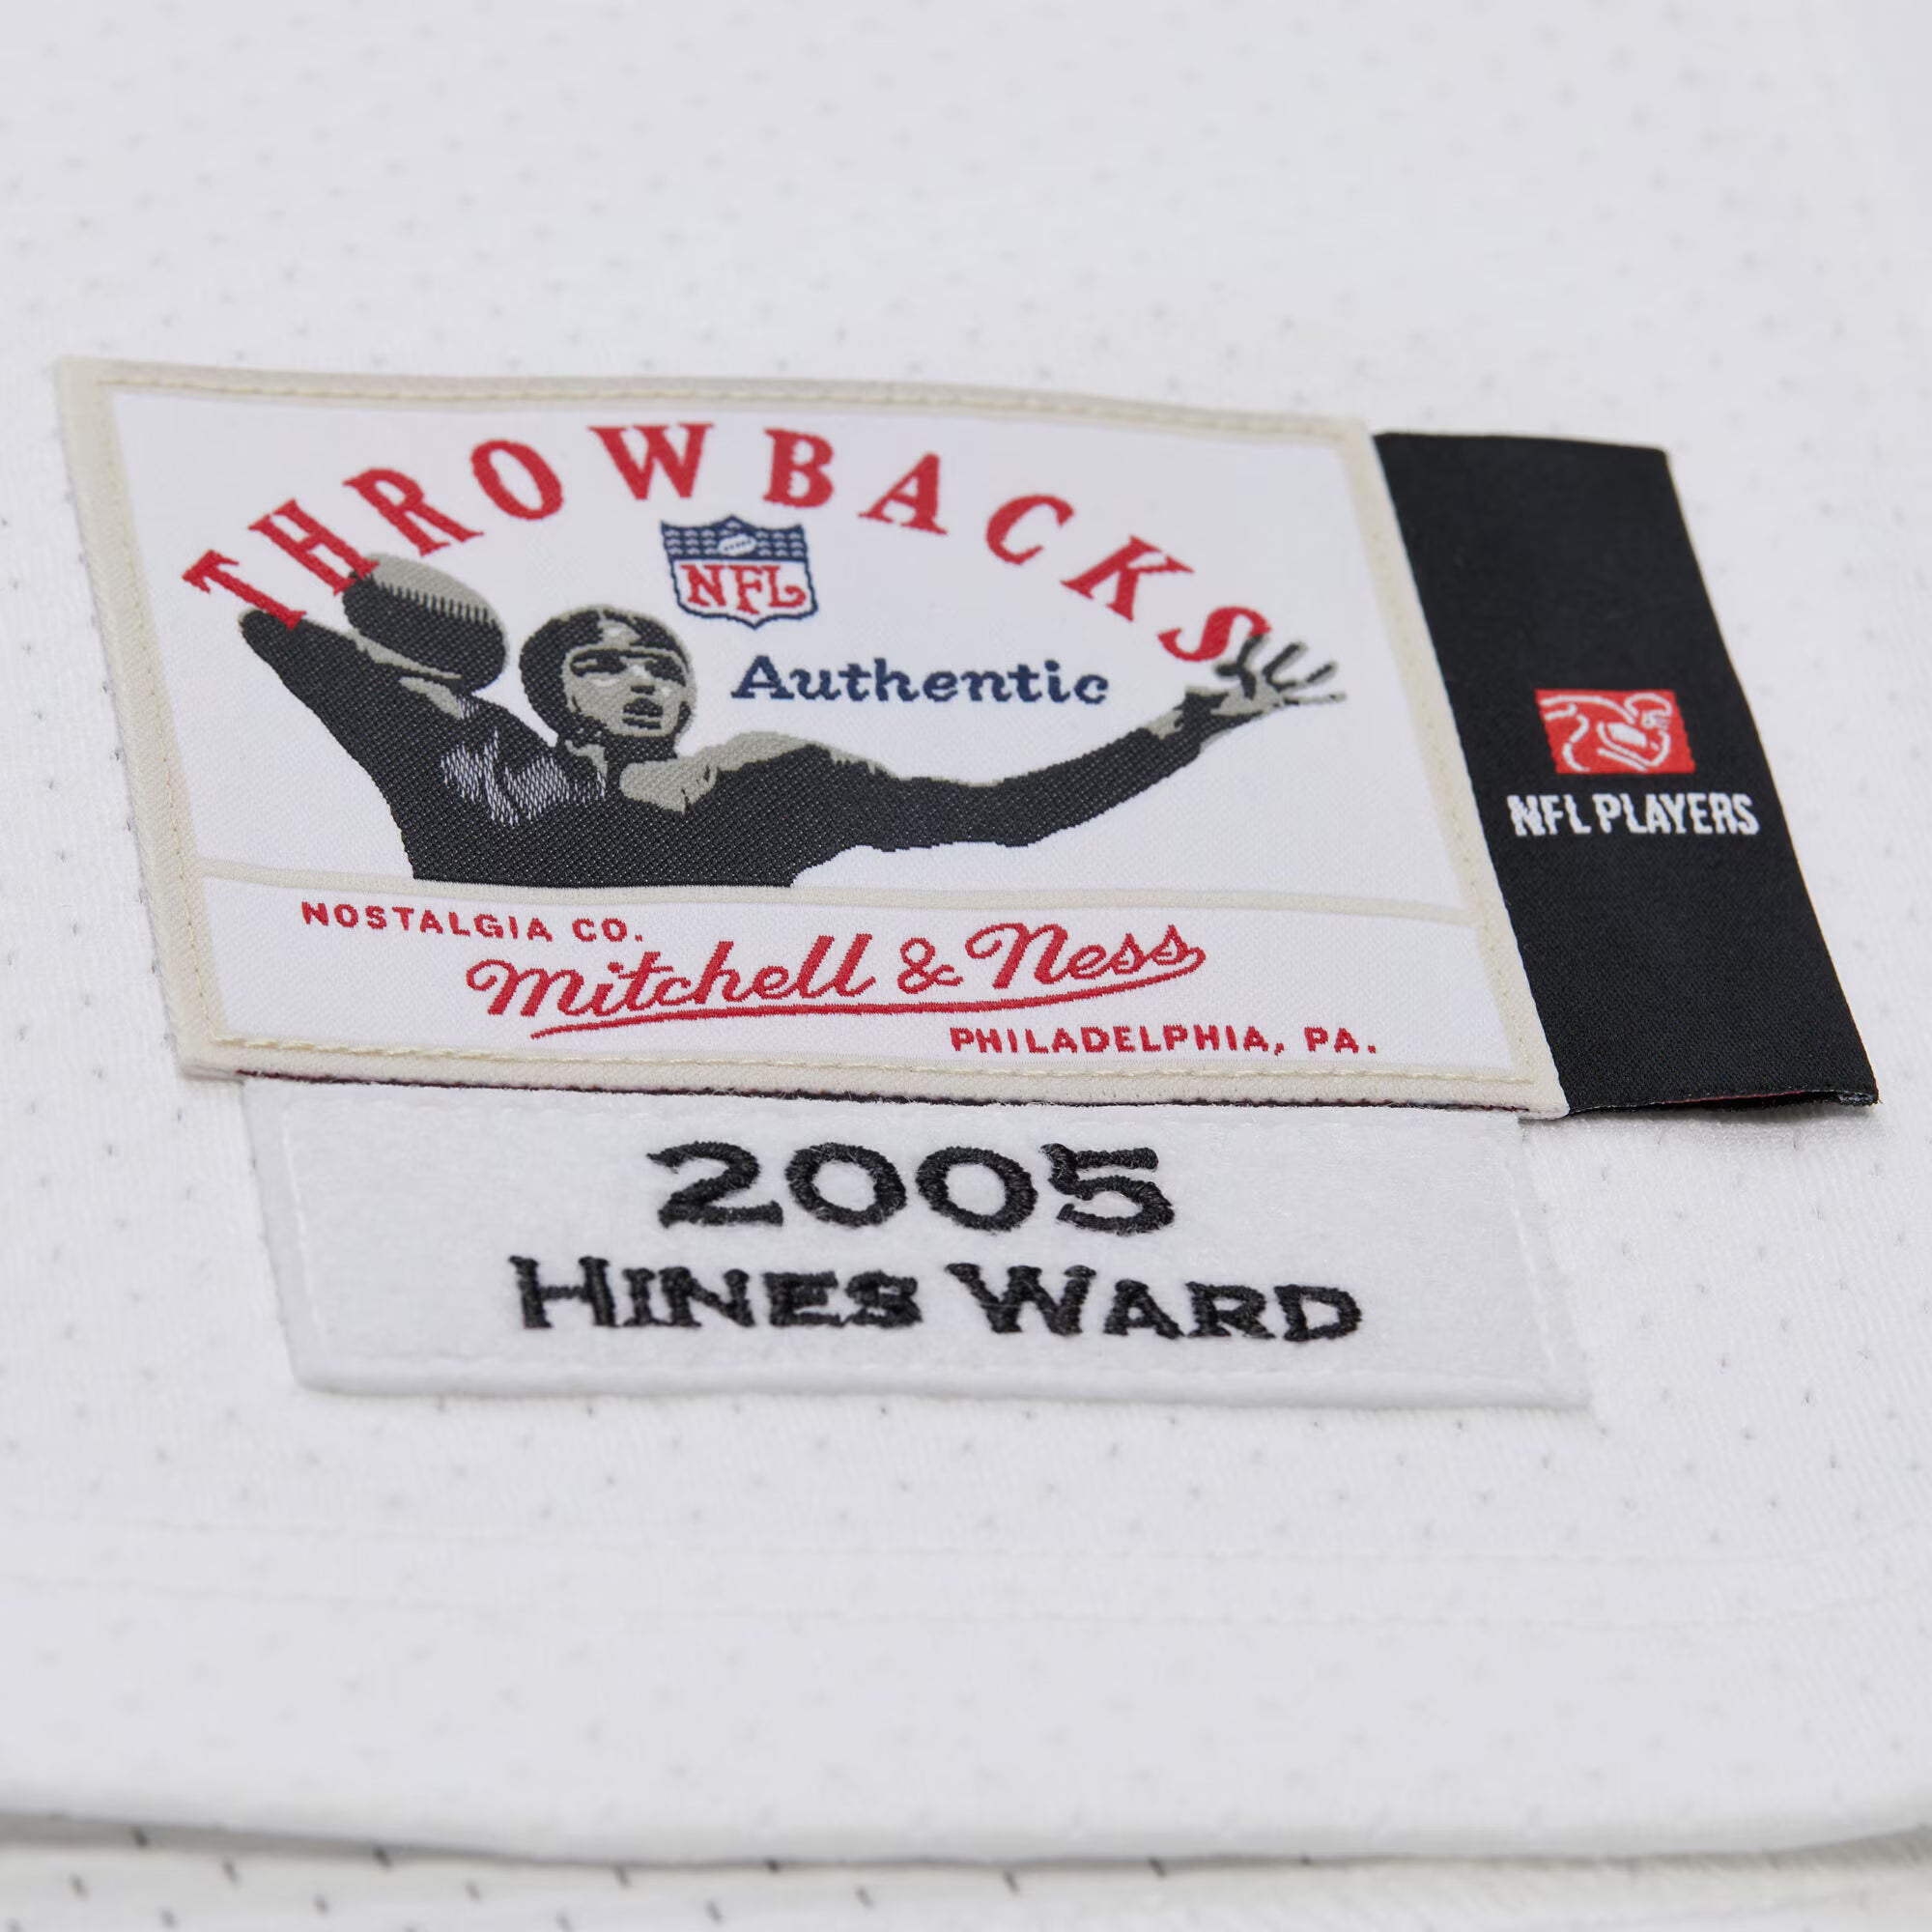 THROWBACKS
NFL
Authentic
NFL PLAYERS
NOSTALGIA CO.
Mitchell & Ness
PHILADELPHIA, PA.
2005
HINES WARD